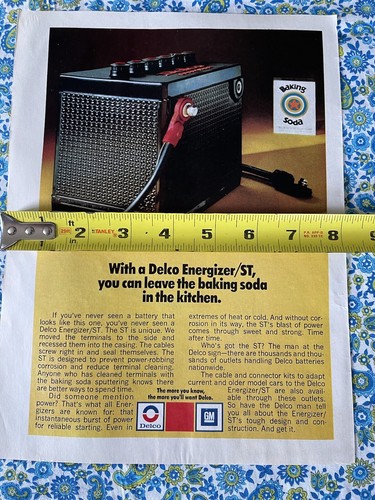 Baking
Soda
ft
2 STANLEY 3 4 5 6 7 8 9
in
With a Delco Energizer/ST,
you can leave the baking soda
in the kitchen.
If you've never seen a battery that
looks like this one, you've never seen a
Delco Energizer/ST. The ST is unique. We
moved the terminals to the side and
recessed them into the casing. The cables
screw right in and seal themselves. The
ST is designed to prevent power-robbing
corrosion and reduce terminal cleaning.
Anyone who has cleaned terminals with
the baking soda sputtering knows there
are better ways to spend time.
Did someone mention
power? That's what all Ener-
gizers are known for: that
instantaneous burst of power
for reliable starting. Even in
extremes of heat or cold. And without cor-
rosion in its way, the ST's blast of power
comes through sweet and strong. Time
after time.
Who's got the ST? The man at the
Delco sign—there are thousands and thou-
sands of outlets handling Delco batteries
nationwide.
The cable and connector kits to adapt
current and older model cars to the Delco
Energizer/ST are also avail-
able through these outlets.
So have the Delco man tell
you all about the Energizer/
ST's tough design and con-
struction. And get it.
the more you know,
the more you'll want Delco.
Delco
GM